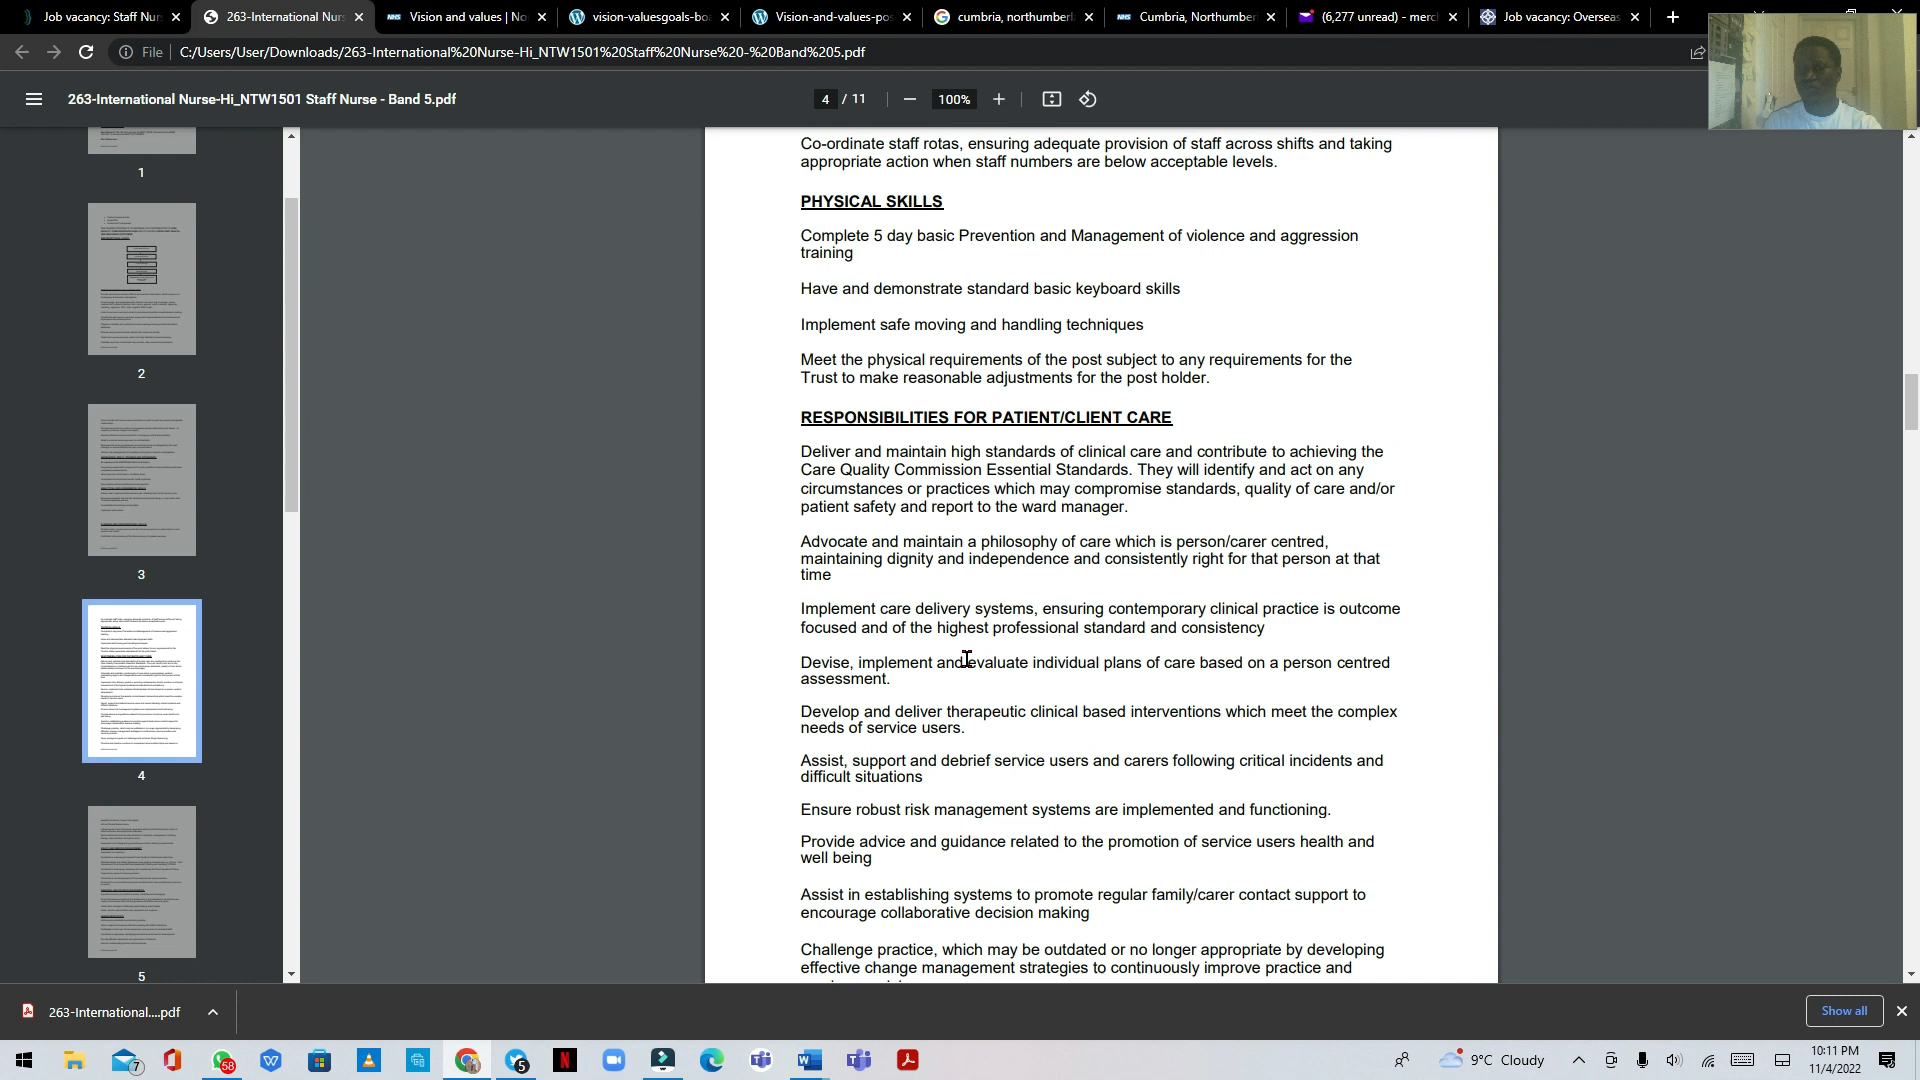 Job vacancy: Staff Nur
263-International Nurs
Vision and values | No
vision-valuesgoals-boa
Vision-and-values-pos
cumbria, northumberla
Cumbria, Northumber
(6,277 unread) - merc
Job vacancy: Overseas
File | C:/Users/User/Downloads/263-International%20Nurse-Hi_NTW1501%20Staff%20Nurse%20-%20Band%205.pdf
263-International Nurse-Hi_NTW1501 Staff Nurse - Band 5.pdf
4 / 11
100%
1
2
3
4
5
Co-ordinate staff rotas, ensuring adequate provision of staff across shifts and taking
appropriate action when staff numbers are below acceptable levels.
PHYSICAL SKILLS
Complete 5 day basic Prevention and Management of violence and aggression
training
Have and demonstrate standard basic keyboard skills
Implement safe moving and handling techniques
Meet the physical requirements of the post subject to any requirements for the
Trust to make reasonable adjustments for the post holder.
RESPONSIBILITIES FOR PATIENT/CLIENT CARE
Deliver and maintain high standards of clinical care and contribute to achieving the
Care Quality Commission Essential Standards. They will identify and act on any
circumstances or practices which may compromise standards, quality of care and/or
patient safety and report to the ward manager.
Advocate and maintain a philosophy of care which is person/carer centred,
maintaining dignity and independence and consistently right for that person at that
time
Implement care delivery systems, ensuring contemporary clinical practice is outcome
focused and of the highest professional standard and consistency
Devise, implement and evaluate individual plans of care based on a person centred
assessment.
Develop and deliver therapeutic clinical based interventions which meet the complex
needs of service users.
Assist, support and debrief service users and carers following critical incidents and
difficult situations
Ensure robust risk management systems are implemented and functioning.
Provide advice and guidance related to the promotion of service users health and
well being
Assist in establishing systems to promote regular family/carer contact support to
encourage collaborative decision making
Challenge practice, which may be outdated or no longer appropriate by developing
effective change management strategies to continuously improve practice and
263-International....pdf
Show all
7
58
5
9°C Cloudy
10:11 PM
11/4/2022